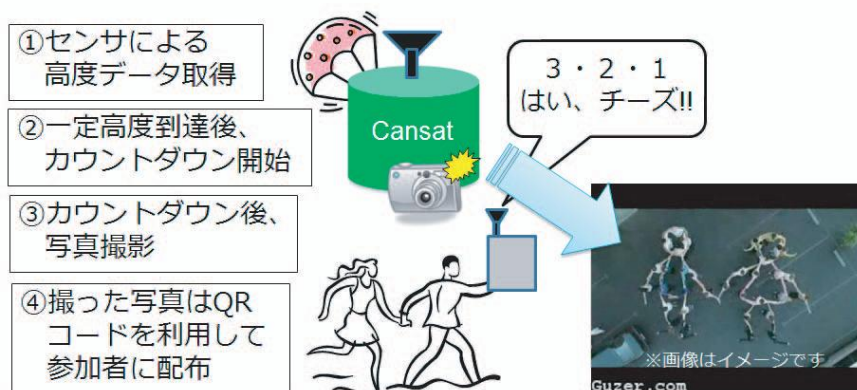 ①センサによる
高度データ取得
②一定高度到達後、
カウントダウン開始
③カウントダウン後、
写真撮影
④撮った写真はQR
コードを利用して
参加者に配布
Cansat
3・2・1
はい、チーズ!!
※画像はイメージです
Guzer.com